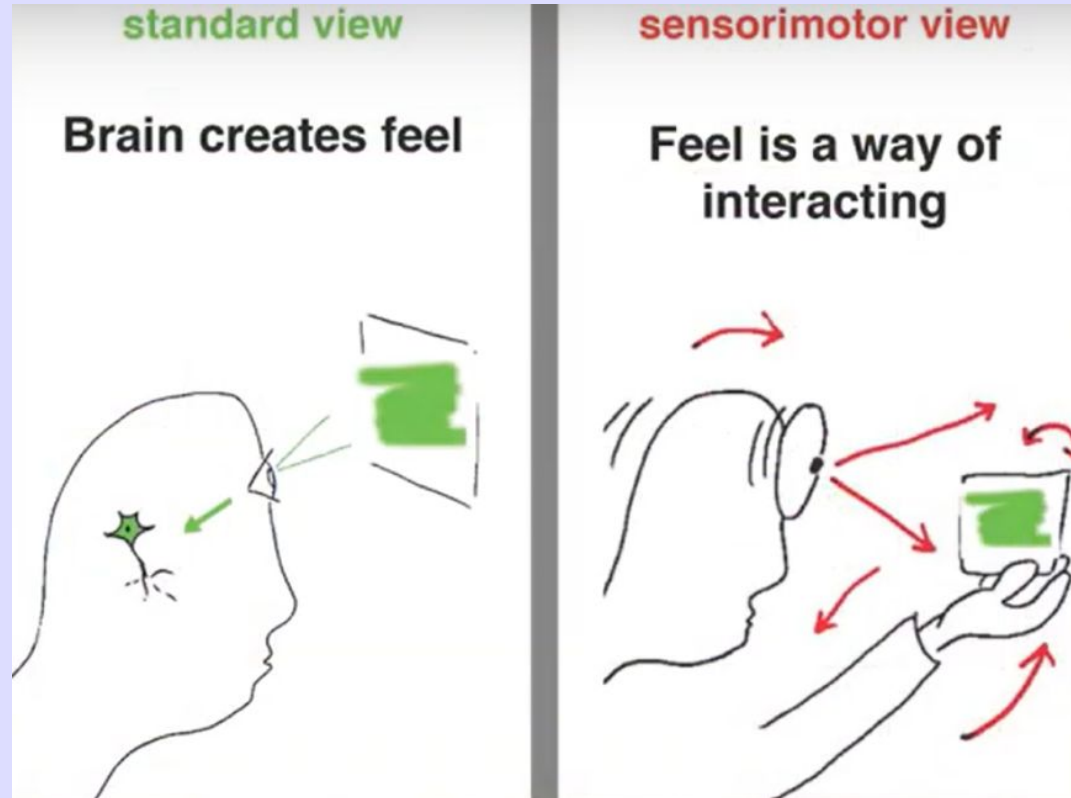 standard view
Brain creates feel
sensorimotor view
Feel is a way of
interacting